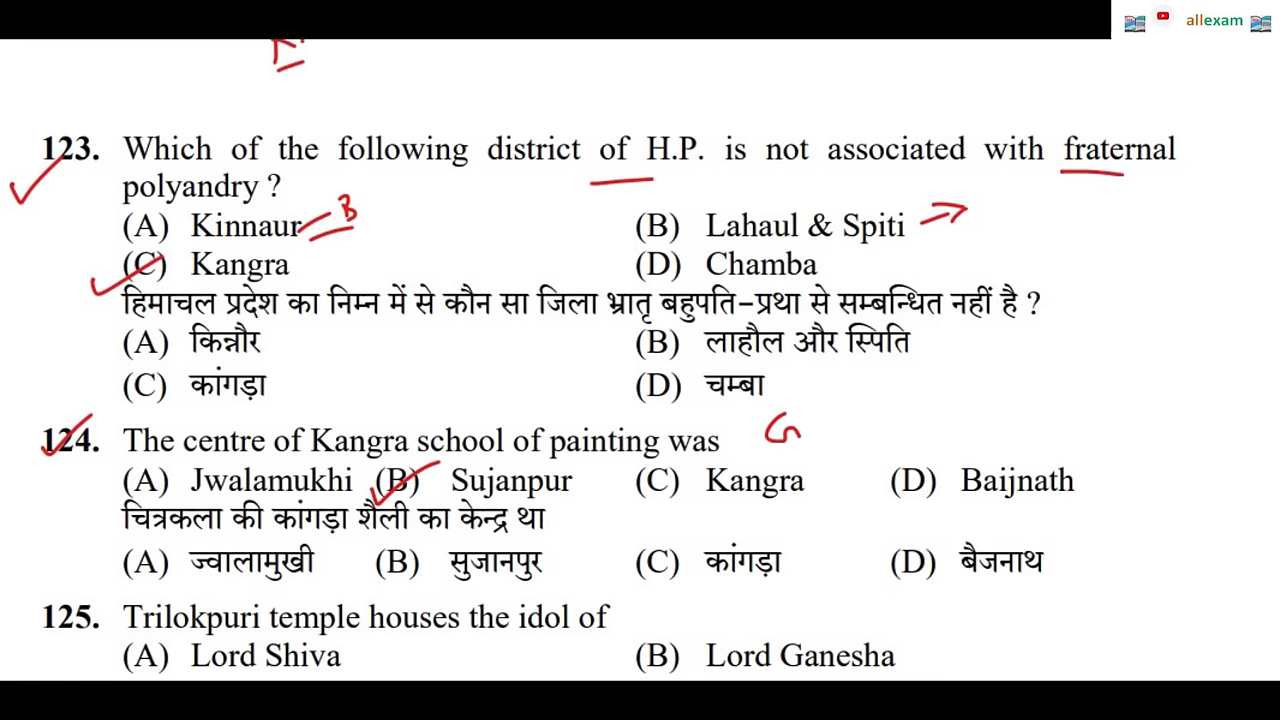 allexam
123. Which of the following district of H.P. is not associated with fraternal
polyandry ?
(A) Kinnaur B (B) Lahaul & Spiti
(C) Kangra (D) Chamba
हिमाचल प्रदेश का निम्न में से कौन सा जिला भ्रातृ बहुपति-प्रथा से सम्बन्धित नहीं है ?
(A) किन्नौर (B) लाहौल और स्पिति
(C) कांगड़ा (D) चम्बा
124. The centre of Kangra school of painting was G
(A) Jwalamukhi (B) Sujanpur (C) Kangra (D) Baijnath
चित्रकला की कांगड़ा शैली का केन्द्र था
(A) ज्वालामुखी (B) सुजानपुर (C) कांगड़ा (D) बैजनाथ
125. Trilokpuri temple houses the idol of
(A) Lord Shiva (B) Lord Ganesha